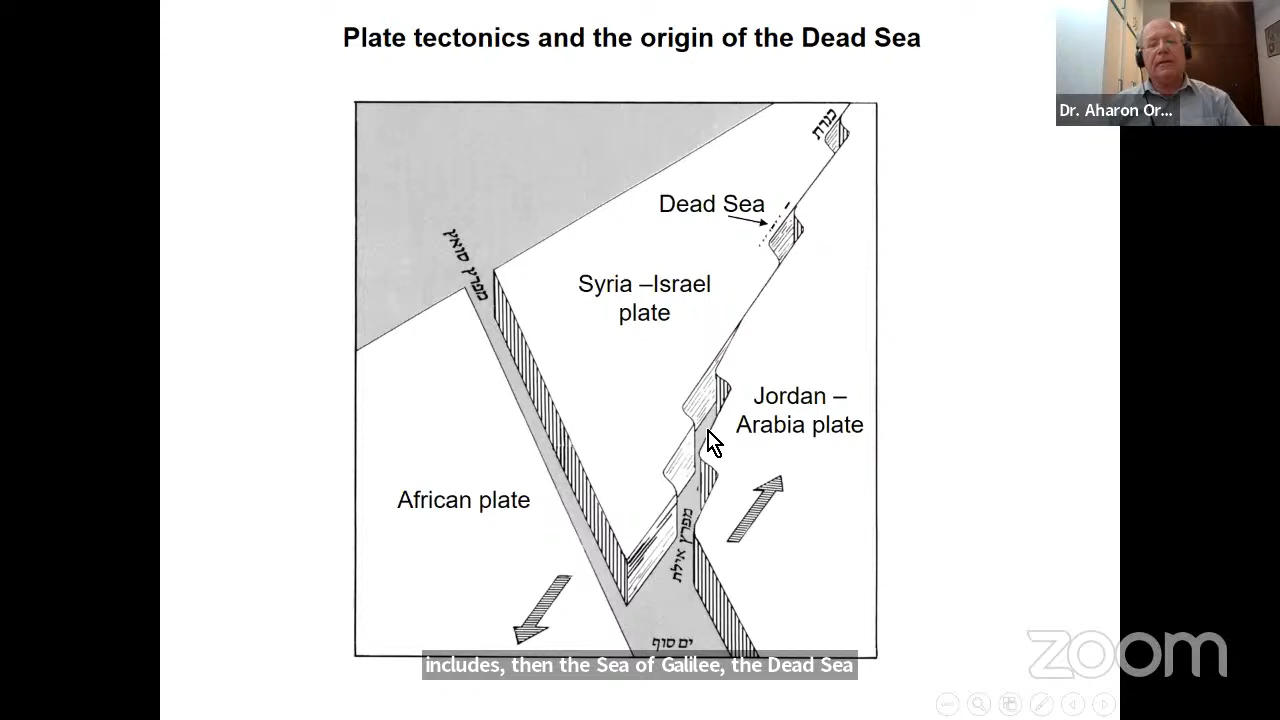 Plate tectonics and the origin of the Dead Sea
Dr. Aharon Or...
כנרת
Dead Sea
מפרץ סואץ
Syria –Israel
plate
Jordan –
Arabia plate
African plate
מפרץ אילת
ים סוף
includes, then the Sea of Galilee, the Dead Sea
zoom